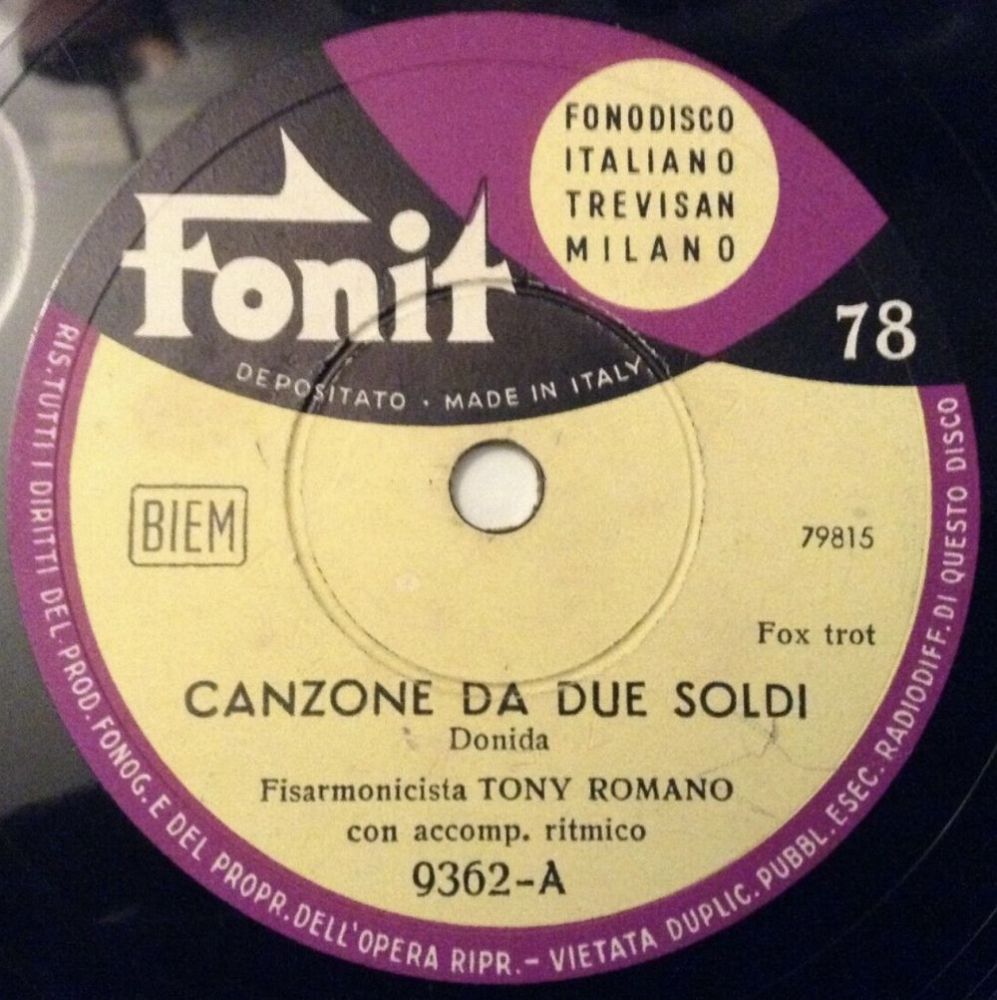 FONODISCO
ITALIANO
TREVISAN
MILANO
Fonit
78
DEPOSITATO · MADE IN ITALY.
BIEM
79815
Fox trot
CANZONE DA DUE SOLDI
Donida
Fisarmonicista TONY ROMANO
con accomp. ritmico
9362-A
RIS. TUTTI I DIRITTI DEL PROD. FONOG. E DEL PROPR. DELL'OPERA RIPR. - VIETATA DUPLIC. PUBBL. ESEC. RADIODIFF. DI QUESTO DISCO